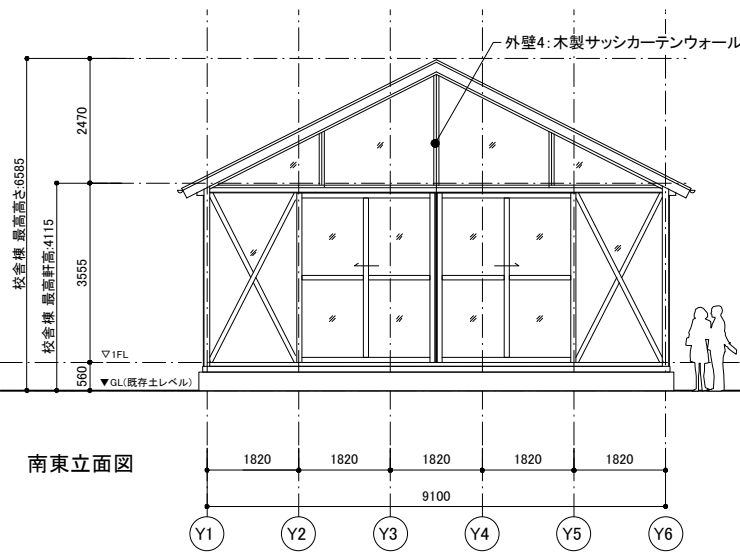 外壁4:木製サッシカーテンウォール
2470
校舎棟 最高高さ:6585
校舎棟 最高軒高:4115
3555
▽1FL
560
▼GL(既存土レベル)
南東立面図
1820 1820 1820 1820 1820
9100
Y1 Y2 Y3 Y4 Y5 Y6